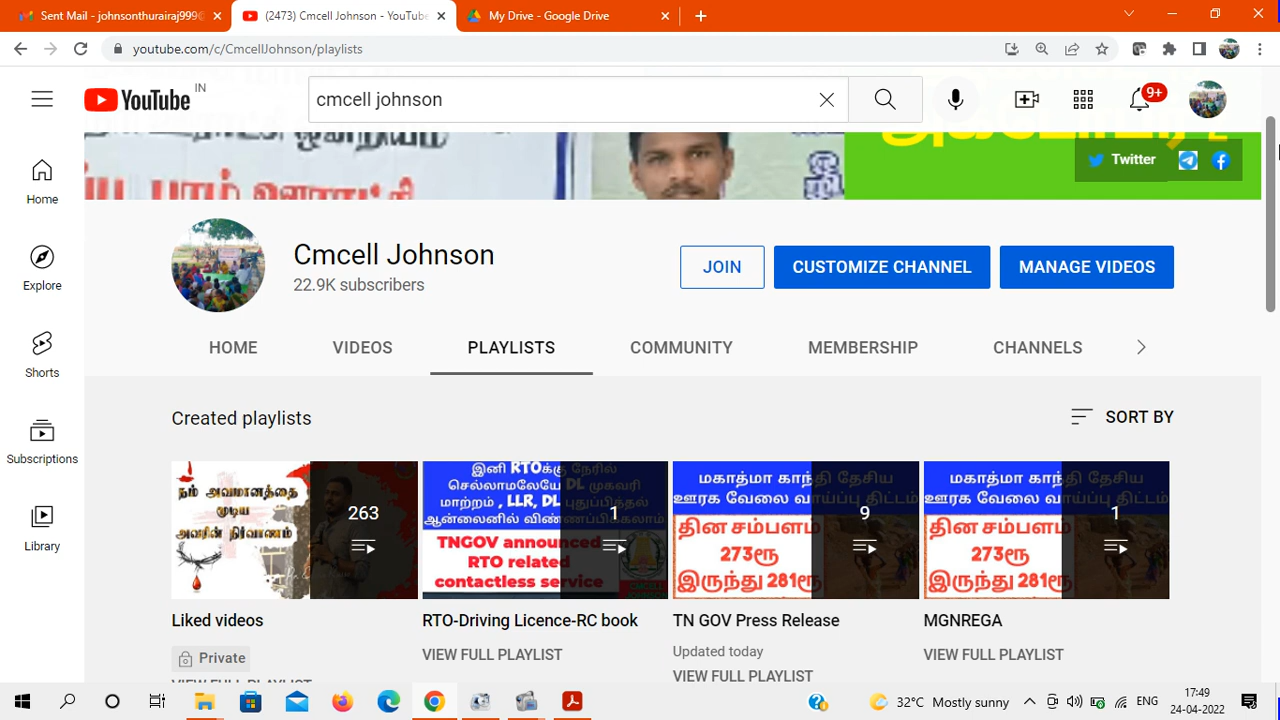 Sent Mail - johnsonthurairaj999@
(2473) Cmcell Johnson - YouTube
My Drive - Google Drive
youtube.com/c/CmcellJohnson/playlists
YouTube IN
cmcell johnson
9+
Twitter
Home
Explore
Shorts
Subscriptions
Library
Cmcell Johnson
22.9K subscribers
JOIN
CUSTOMIZE CHANNEL
MANAGE VIDEOS
HOME
VIDEOS
PLAYLISTS
COMMUNITY
MEMBERSHIP
CHANNELS
Created playlists
SORT BY
நம் அவமானத்தை
முடிய
அவரின் நிர்வாணம்
263
இனி RTOக்கு நேரில்
செல்லாமலேயே DL முகவரி
மாற்றம் , LLR, DL புதுப்பித்தல்
ஆன்லைனில் விண்ணப்பிக்கலாம்
TNGOV announced
RTO related
contactless service
1
மகாத்மா காந்தி தேசிய
ஊரக வேலை வாய்ப்பு திட்டம்
தின சம்பளம்
273ரூ
இருந்து 281ரூ
9
மகாத்மா காந்தி தேசிய
ஊரக வேலை வாய்ப்பு திட்டம்
தின சம்பளம்
273ரூ
இருந்து 281ரூ
1
Liked videos
Private
VIEW FULL PLAYLIST
RTO-Driving Licence-RC book
VIEW FULL PLAYLIST
TN GOV Press Release
Updated today
VIEW FULL PLAYLIST
MGNREGA
VIEW FULL PLAYLIST
32°C Mostly sunny
ENG
17:49
24-04-2022